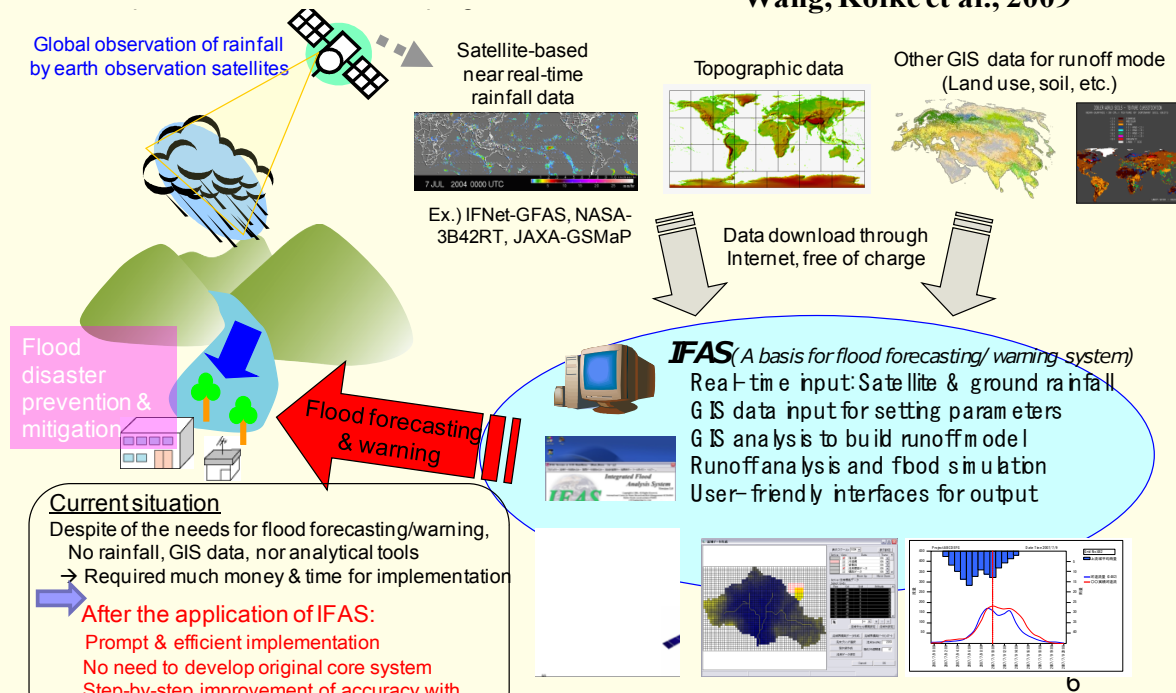 Wang, Koike et al., 2009
Global observation of rainfall
by earth observation satellites
Satellite-based
near real-time
rainfall data
Topographic data
Other GIS data for runoff mode
(Land use, soil, etc.)
7 JUL 2004 0000 UTC
Ex.) IFNet-GFAS, NASA-
3B42RT, JAXA-GSMaP
Data download through
Internet, free of charge
Flood
disaster
prevention &
mitigation
Flood forecasting
& warning
IFAS (A basis for flood forecasting/warning system)
Real-time input: Satellite & ground rainfall
GIS data input for setting parameters
GIS analysis to build runoff model
Runoff analysis and flood simulation
User-friendly interfaces for output
Integrated Flood
Analysis System
IFAS
Current situation
Despite of the needs for flood forecasting/warning,
No rainfall, GIS data, nor analytical tools
→ Required much money & time for implementation
After the application of IFAS:
Prompt & efficient implementation
No need to develop original core system
Step-by-step improvement of accuracy with
6